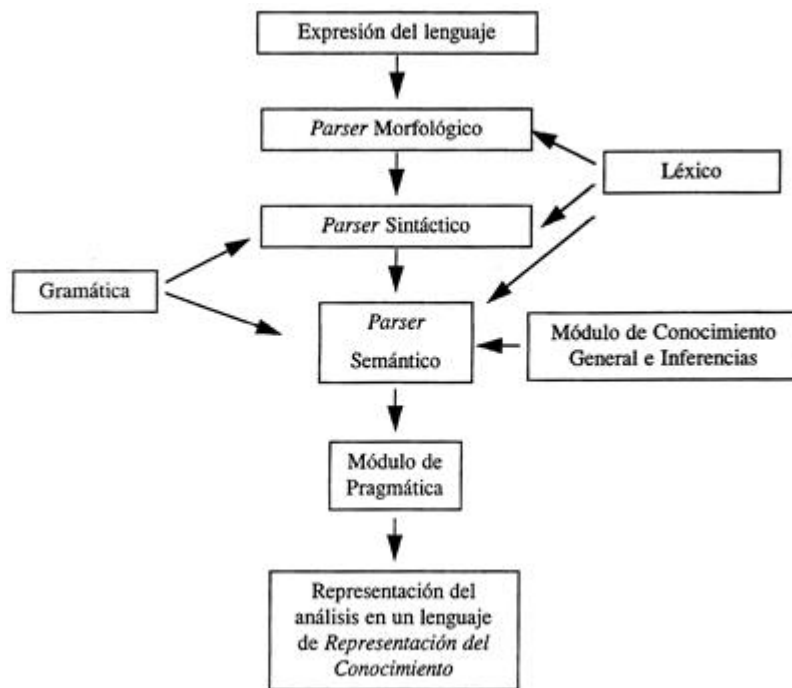 Expresión del lenguaje
Parser Morfológico
Léxico
Parser Sintáctico
Gramática
Parser
Semántico
Módulo de Conocimiento
General e Inferencias
Módulo de
Pragmática
Representación del
análisis en un lenguaje
de Representación del
Conocimiento